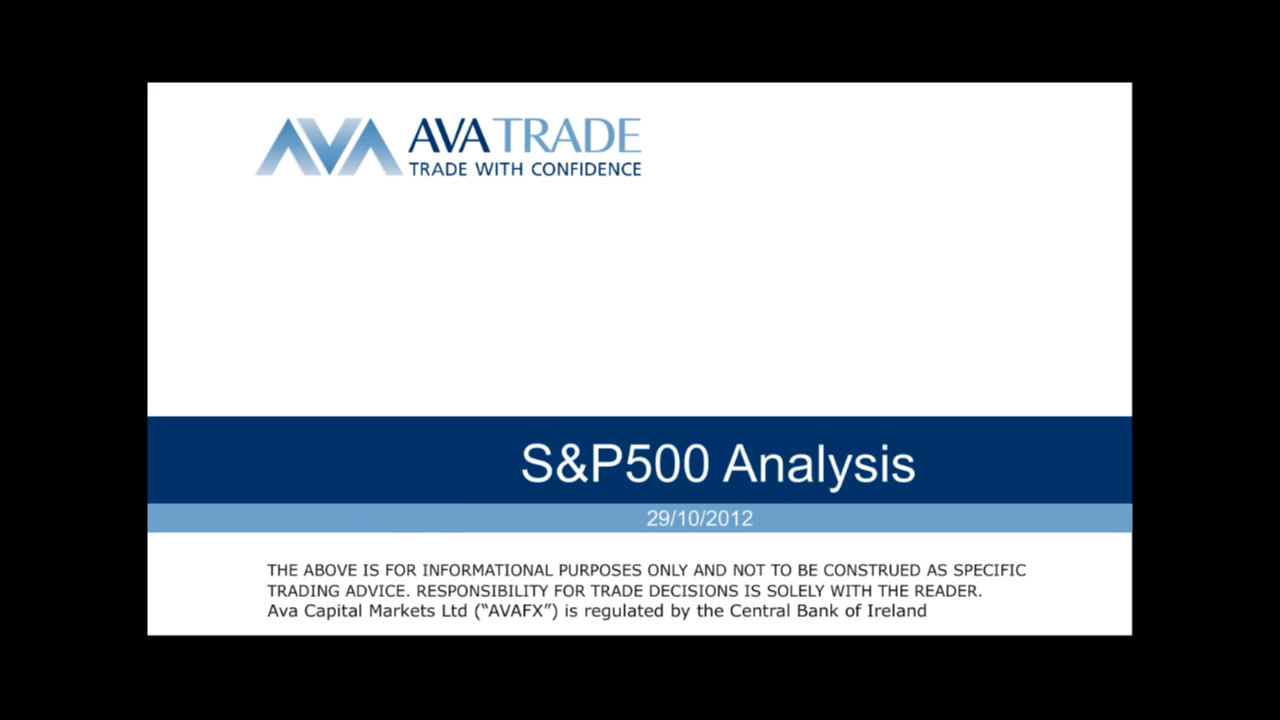 AVA TRADE
TRADE WITH CONFIDENCE
S&P500 Analysis
29/10/2012
THE ABOVE IS FOR INFORMATIONAL PURPOSES ONLY AND NOT TO BE CONSTRUED AS SPECIFIC
TRADING ADVICE. RESPONSIBILITY FOR TRADE DECISIONS IS SOLELY WITH THE READER.
Ava Capital Markets Ltd (“AVAFX”) is regulated by the Central Bank of Ireland